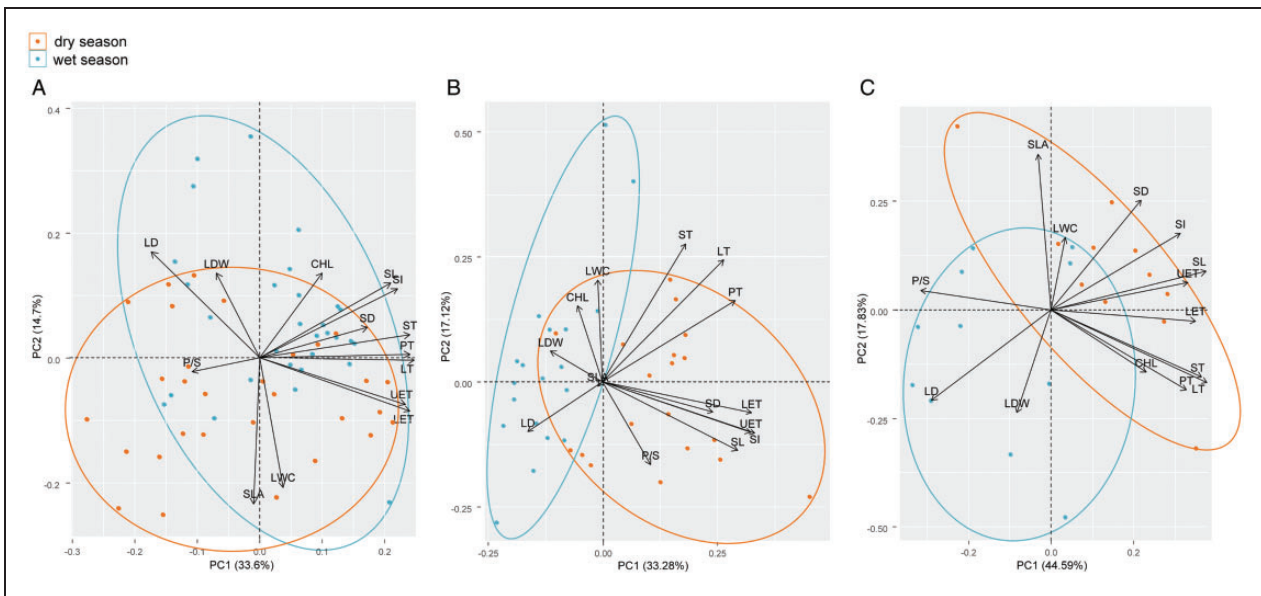 dry season
wet season
A
0.4
0.2
0.0
-0.2
-0.3
-0.2
-0.1
0.0
0.1
0.2
PC2 (14.7%)
PC1 (33.6%)
LD
LDW
CHL
SL
SI
SD
ST
PT
LT
P/S
UET
LET
SLA
LWC
B
0.50
0.25
0.00
-0.25
-0.25
0.00
0.25
PC2 (17.12%)
PC1 (33.28%)
ST
LT
LWC
PT
CHL
LDW
SLA
SD
LET
UET
SI
SL
LD
P/S
C
0.25
0.00
-0.25
-0.50
-0.2
0.0
0.2
PC2 (17.83%)
PC1 (44.59%)
SLA
SD
LWC
SI
SL
UET
P/S
LET
CHL
ST
PT
LT
LD
LDW